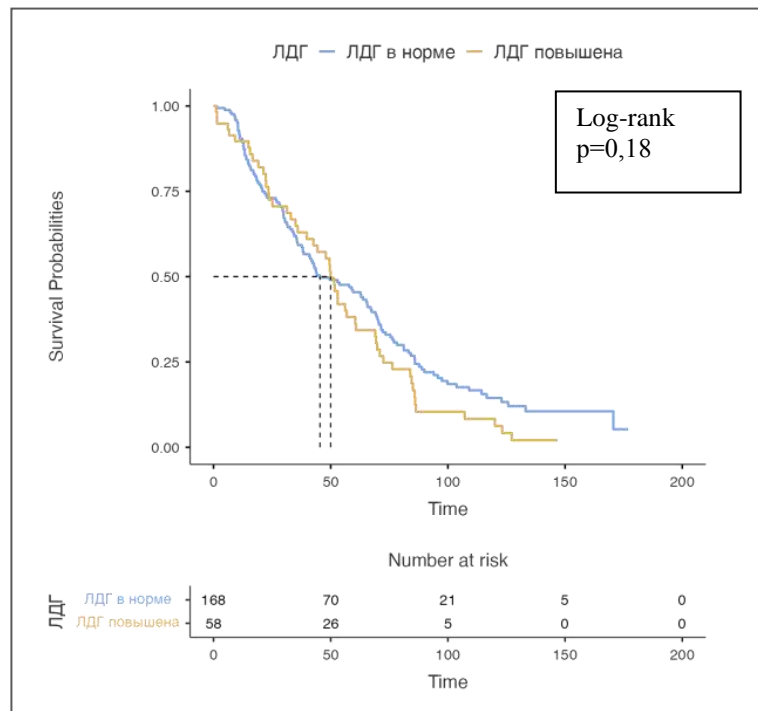 ЛДГ ЛДГ в норме ЛДГ повышена
Log-rank
p=0,18
1.00
0.75
0.50
0.25
0.00
Survival Probabilities
0 50 100 150 200
Time
Number at risk
ЛДГ
ЛДГ в норме 168 70 21 5 0
ЛДГ повышена 58 26 5 0 0
0 50 100 150 200
Time